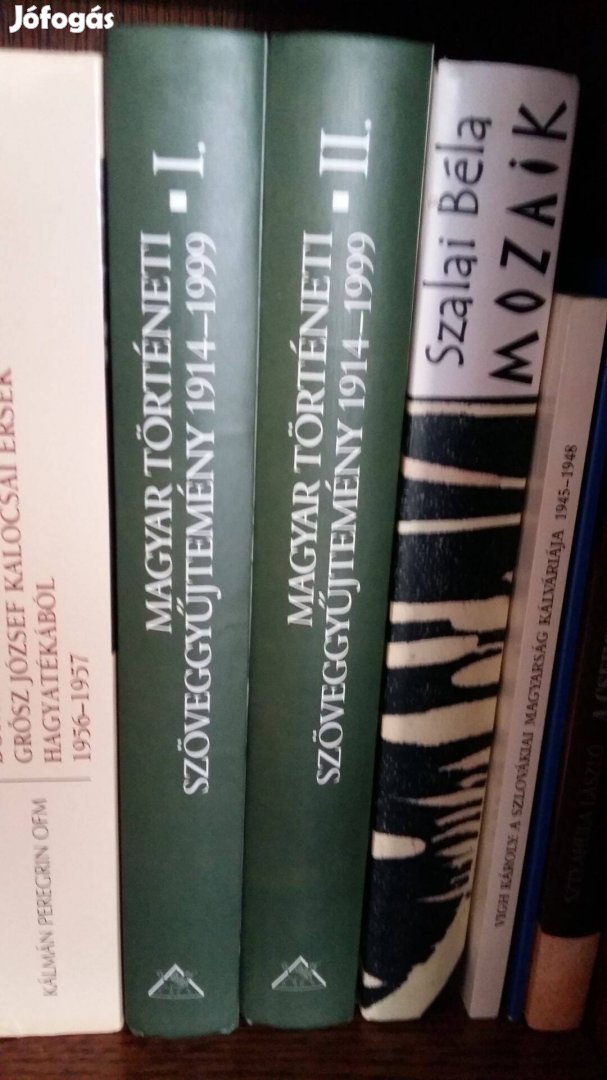 Jófogás
GRÓSZ JÓZSEF KALOCSAI ÉRSEK
HAGYATÉKÁBÓL
1956–1957
KÁLMÁN PEREGRIN OFM
MAGYAR TÖRTÉNETI
SZÖVEGGYŰJTEMÉNY 1914–1999
I.
MAGYAR TÖRTÉNETI
SZÖVEGGYŰJTEMÉNY 1914–1999
II.
Szalai Béla
MOZAiK
VIGH KÁROLY: A SZLOVÁKIAI MAGYARSÁG KÁLVÁRIÁJA 1945–1948